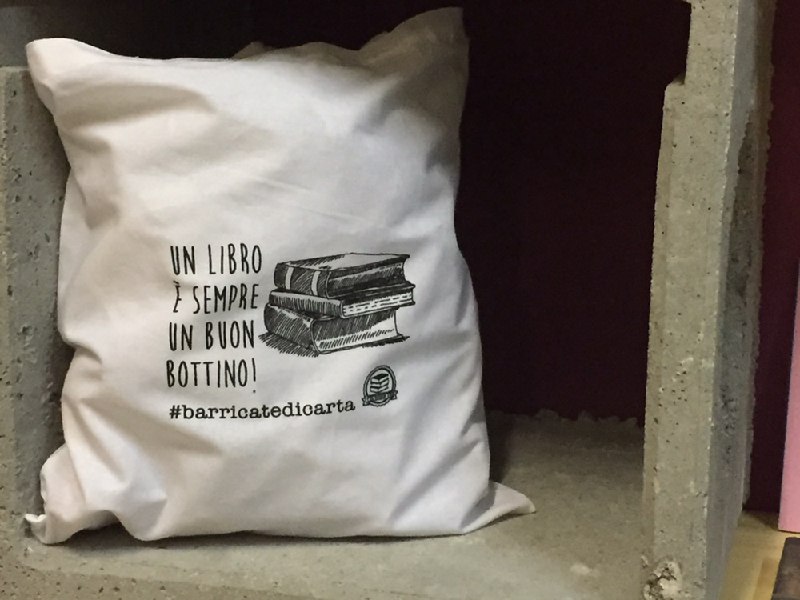 UN LIBRO
È SEMPRE
UN BUON
BOTTINO!
#barricatedicarta